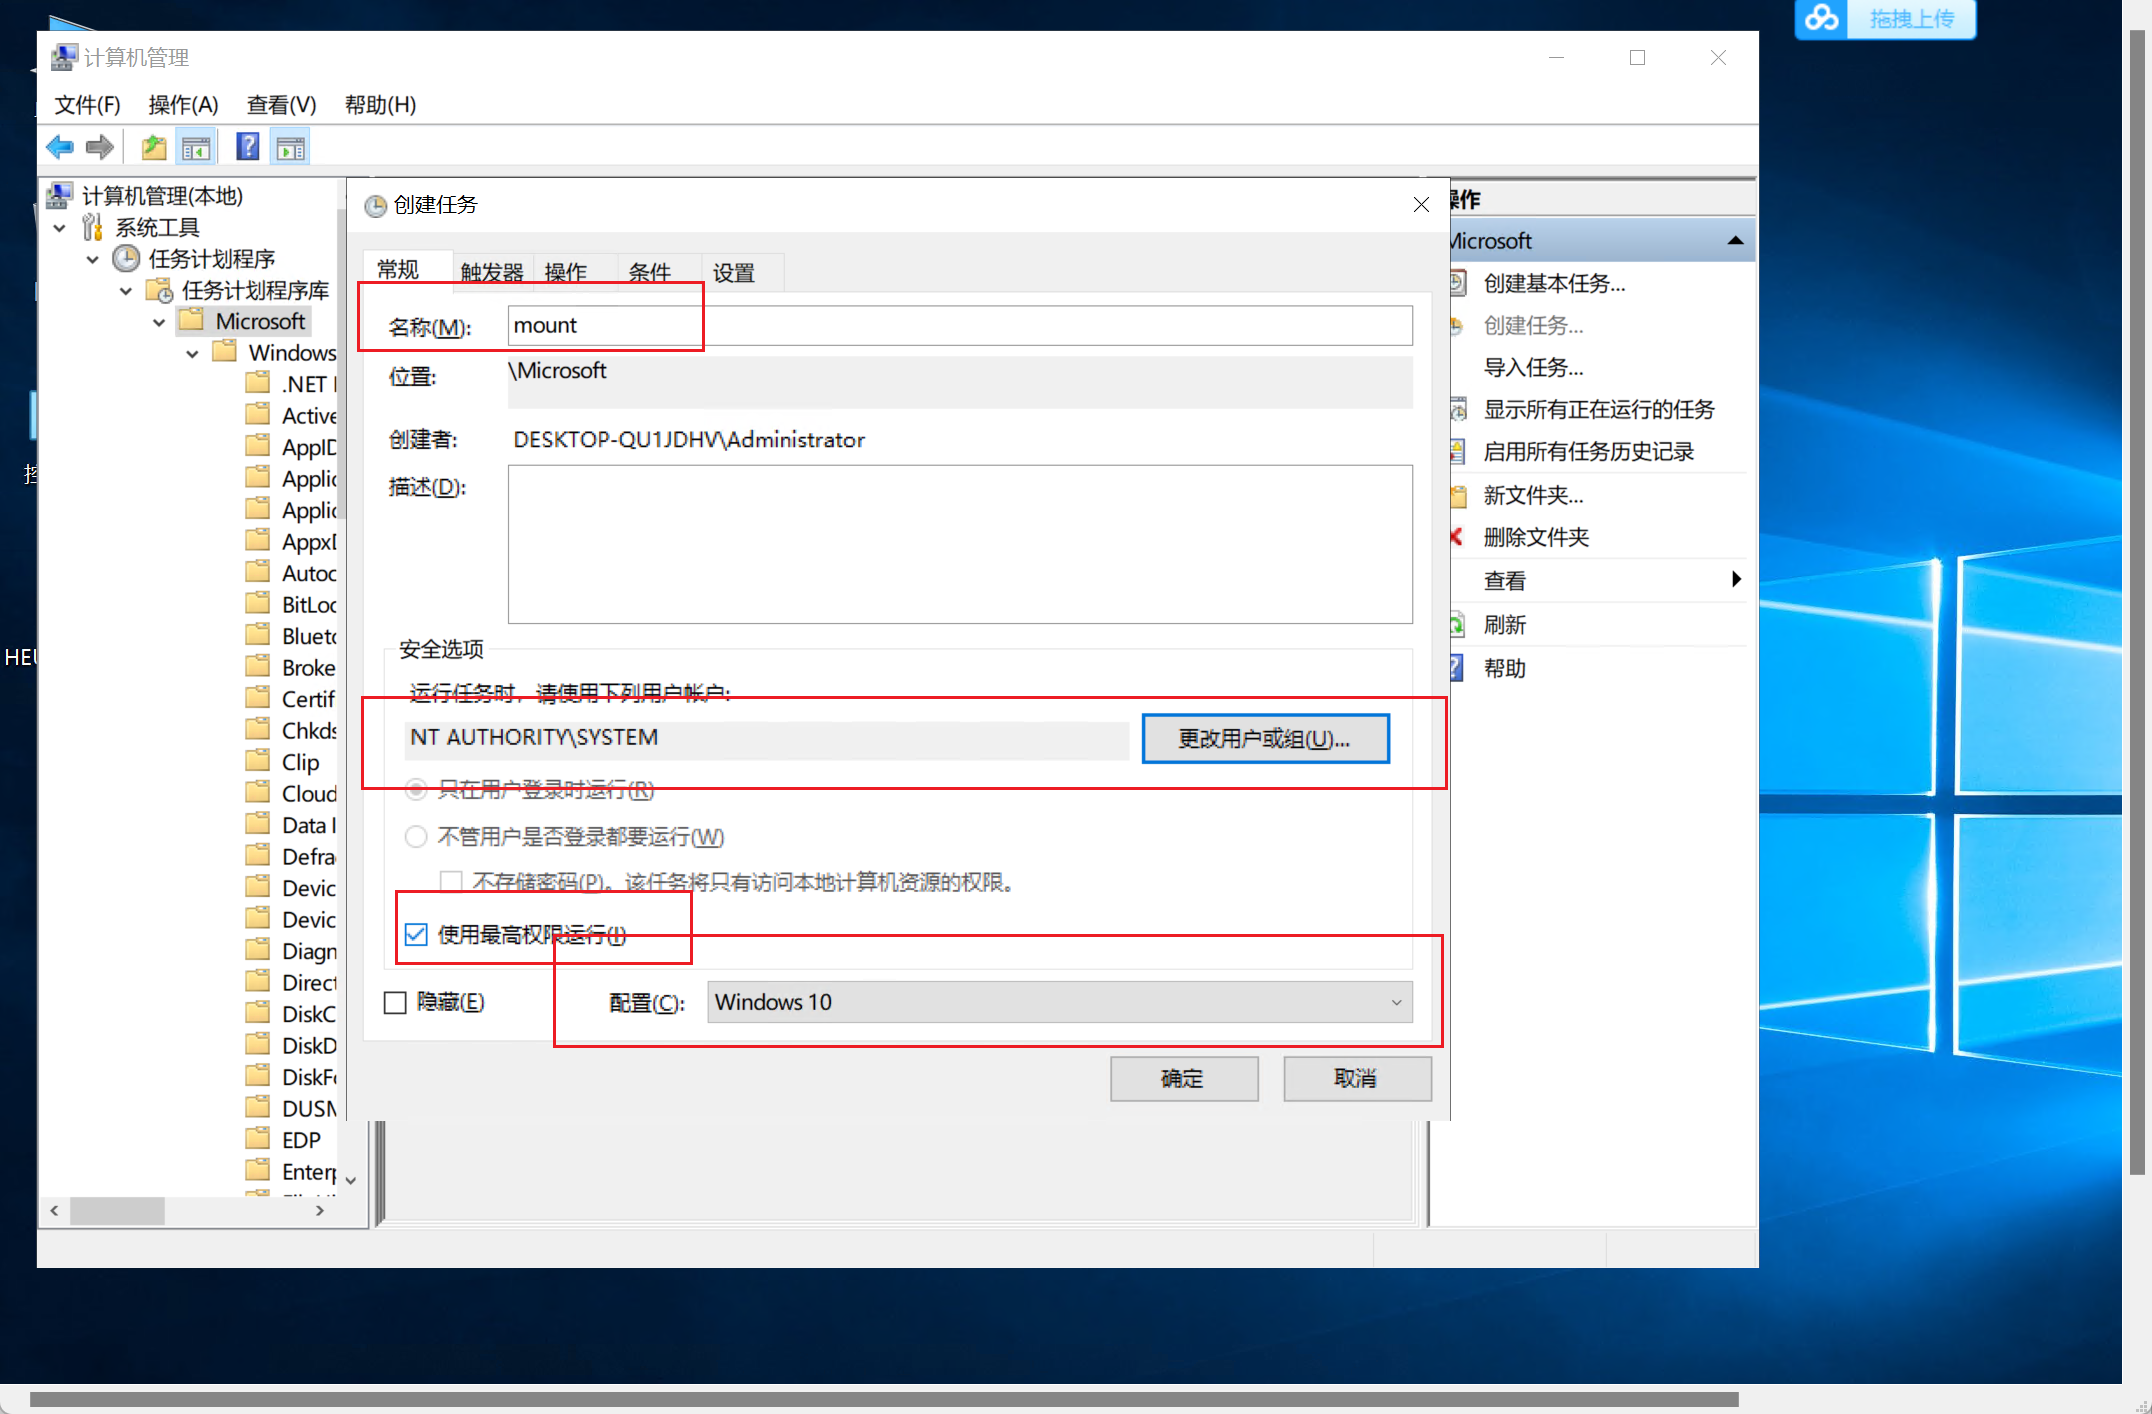 拖拽上传
计算机管理
文件(F) 操作(A) 查看(V) 帮助(H)
计算机管理(本地)
系统工具
任务计划程序
任务计划程序库
Microsoft
Windows
.NET
Active
Applic
Applic
Autoc
BitLoc
Blueto
Broke
Certif
Chkds
Clip
Cloud
Data I
Defra
Devic
Devic
Diagn
Direct
DiskC
DiskD
DiskFo
DUSM
EDP
Enterp
HEU
创建任务
常规 触发器 操作 条件 设置
名称(M): mount
位置: \Microsoft
创建者: DESKTOP-QU1JDHV\Administrator
描述(D):
安全选项
运行任务时，请使用下列用户帐户:
NT AUTHORITY\SYSTEM 更改用户或组(U)...
只在用户登录时运行(R)
不管用户是否登录都要运行(W)
不存储密码(P)。该任务将只有访问本地计算机资源的权限。
使用最高权限运行(I)
隐藏(E) 配置(C): Windows 10
确定 取消
操作
Microsoft
创建基本任务...
创建任务...
导入任务...
显示所有正在运行的任务
启用所有任务历史记录
新文件夹...
删除文件夹
查看
刷新
帮助